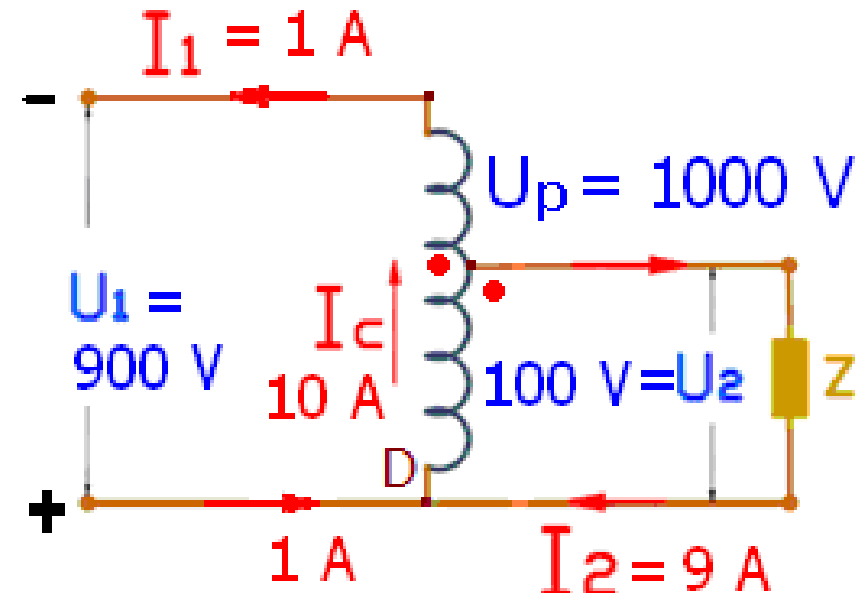 I1 = 1 A
−
Up = 1000 V
U1 =
900 V
Ic
10 A
100 V=U2
Z
D
+
1 A
I2 = 9 A